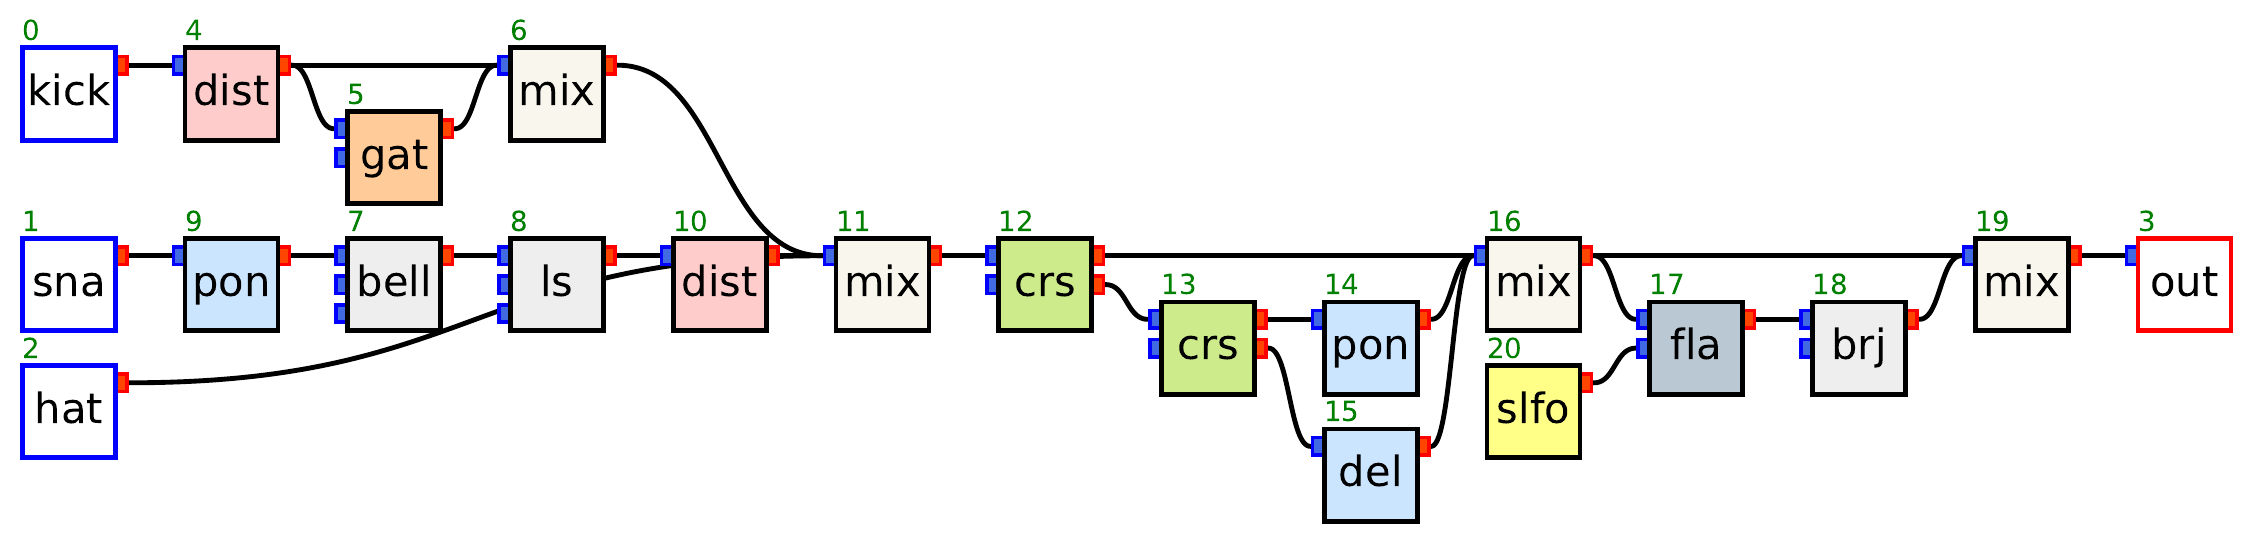 0 4 6
kick dist mix
5
gat
1 9 7 8 10 11 12 16 19 3
sna pon bell ls dist mix crs mix mix out
13 14 17 18
crs pon fla brj
2 20
hat slfo
15
del